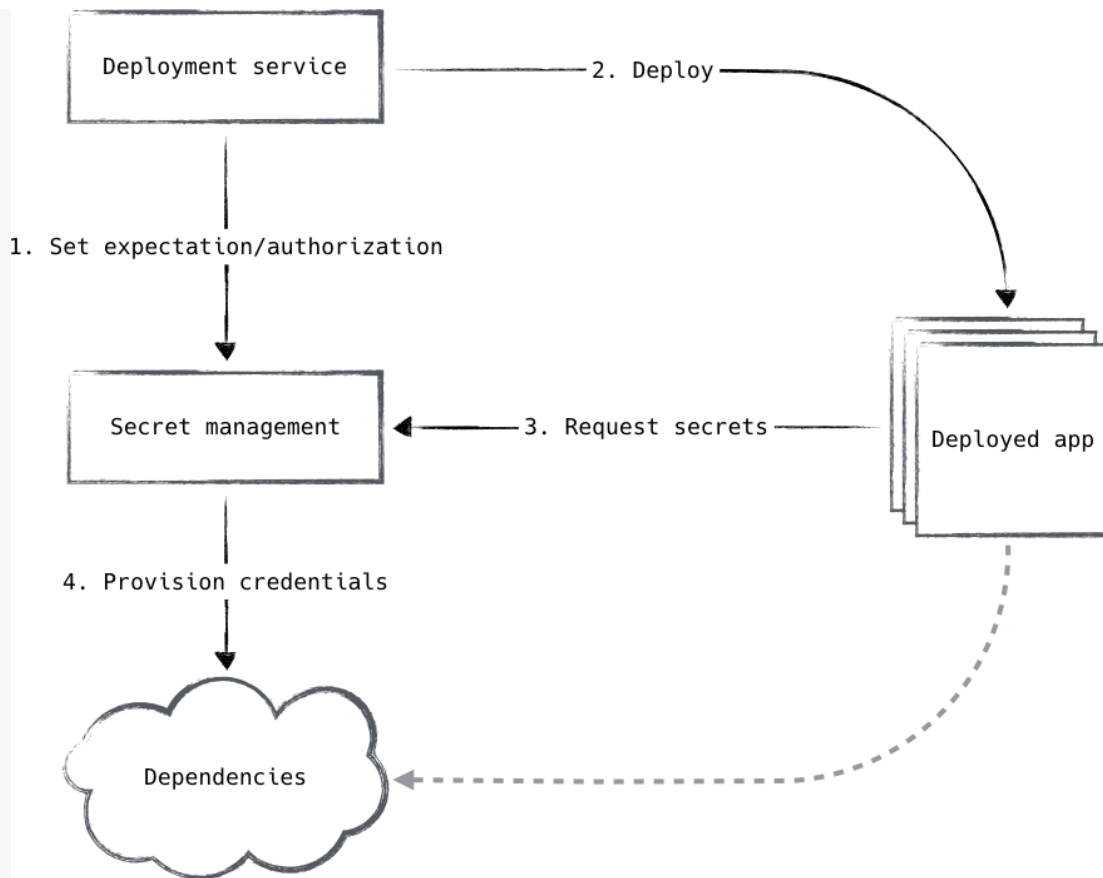 Deployment service
2. Deploy
1. Set expectation/authorization
Secret management
3. Request secrets
Deployed app
4. Provision credentials
Dependencies